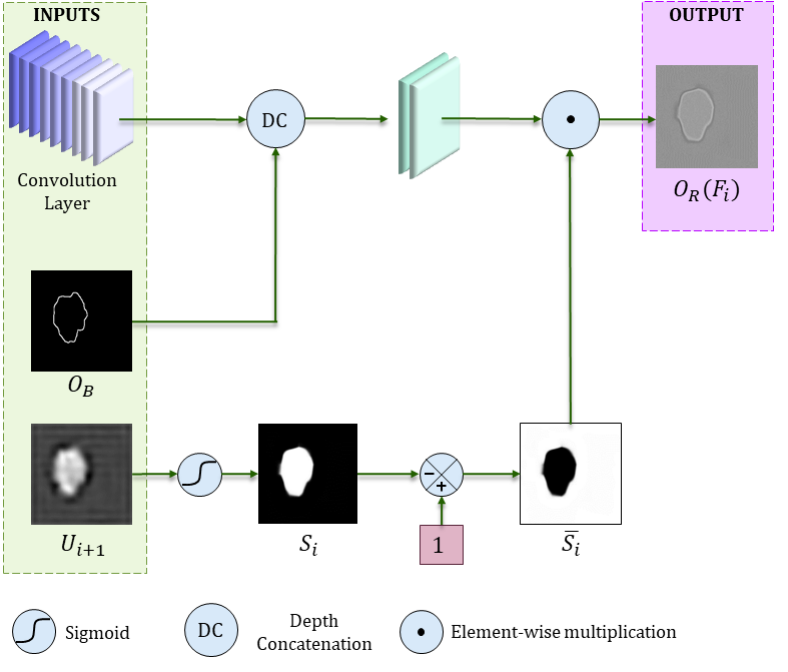 INPUTS
OUTPUT
DC
Convolution
Layer
O_R(F_i)
O_B
U_{i+1}
S_i
-
+
1
S̅_i
Sigmoid
DC
Depth
Concatenation
Element-wise multiplication